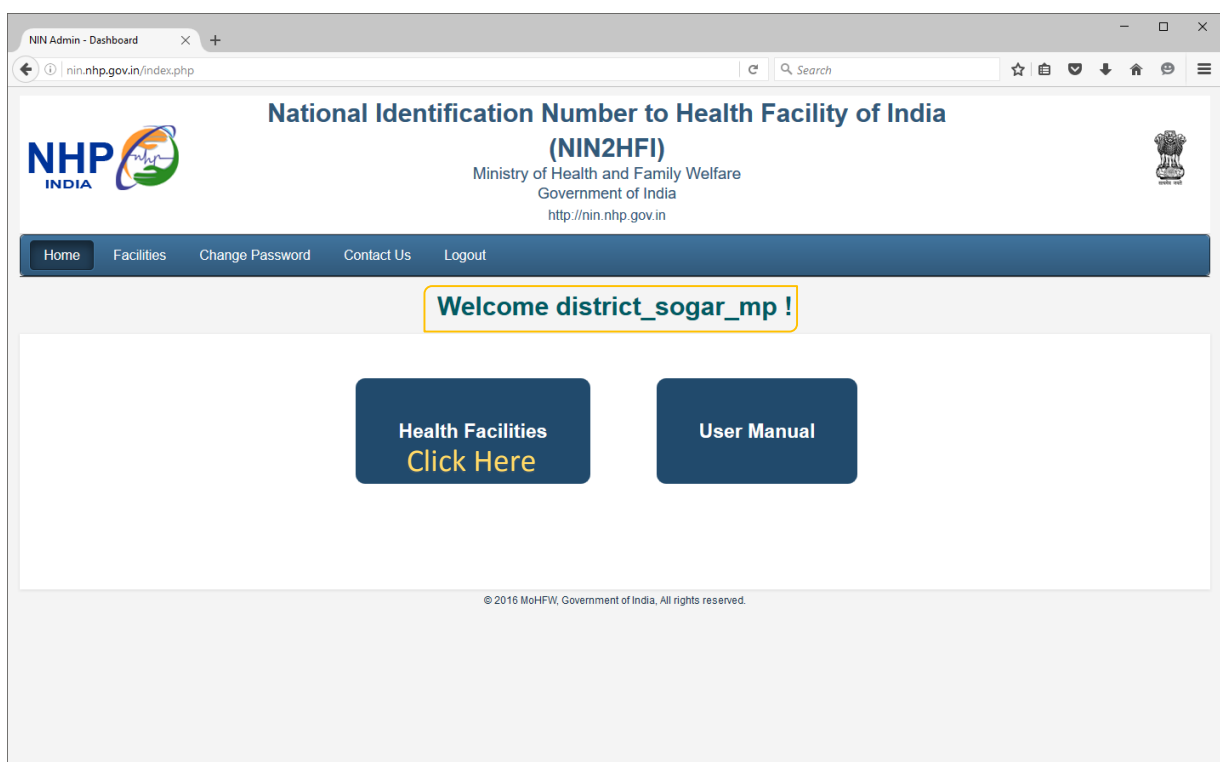 NIN Admin - Dashboard
nin.nhp.gov.in/index.php
Search
NHP
INDIA
National Identification Number to Health Facility of India
(NIN2HFI)
Ministry of Health and Family Welfare
Government of India
http://nin.nhp.gov.in
Home Facilities Change Password Contact Us Logout
Welcome district_sogar_mp !
Health Facilities
Click Here
User Manual
© 2016 MoHFW, Government of India, All rights reserved.